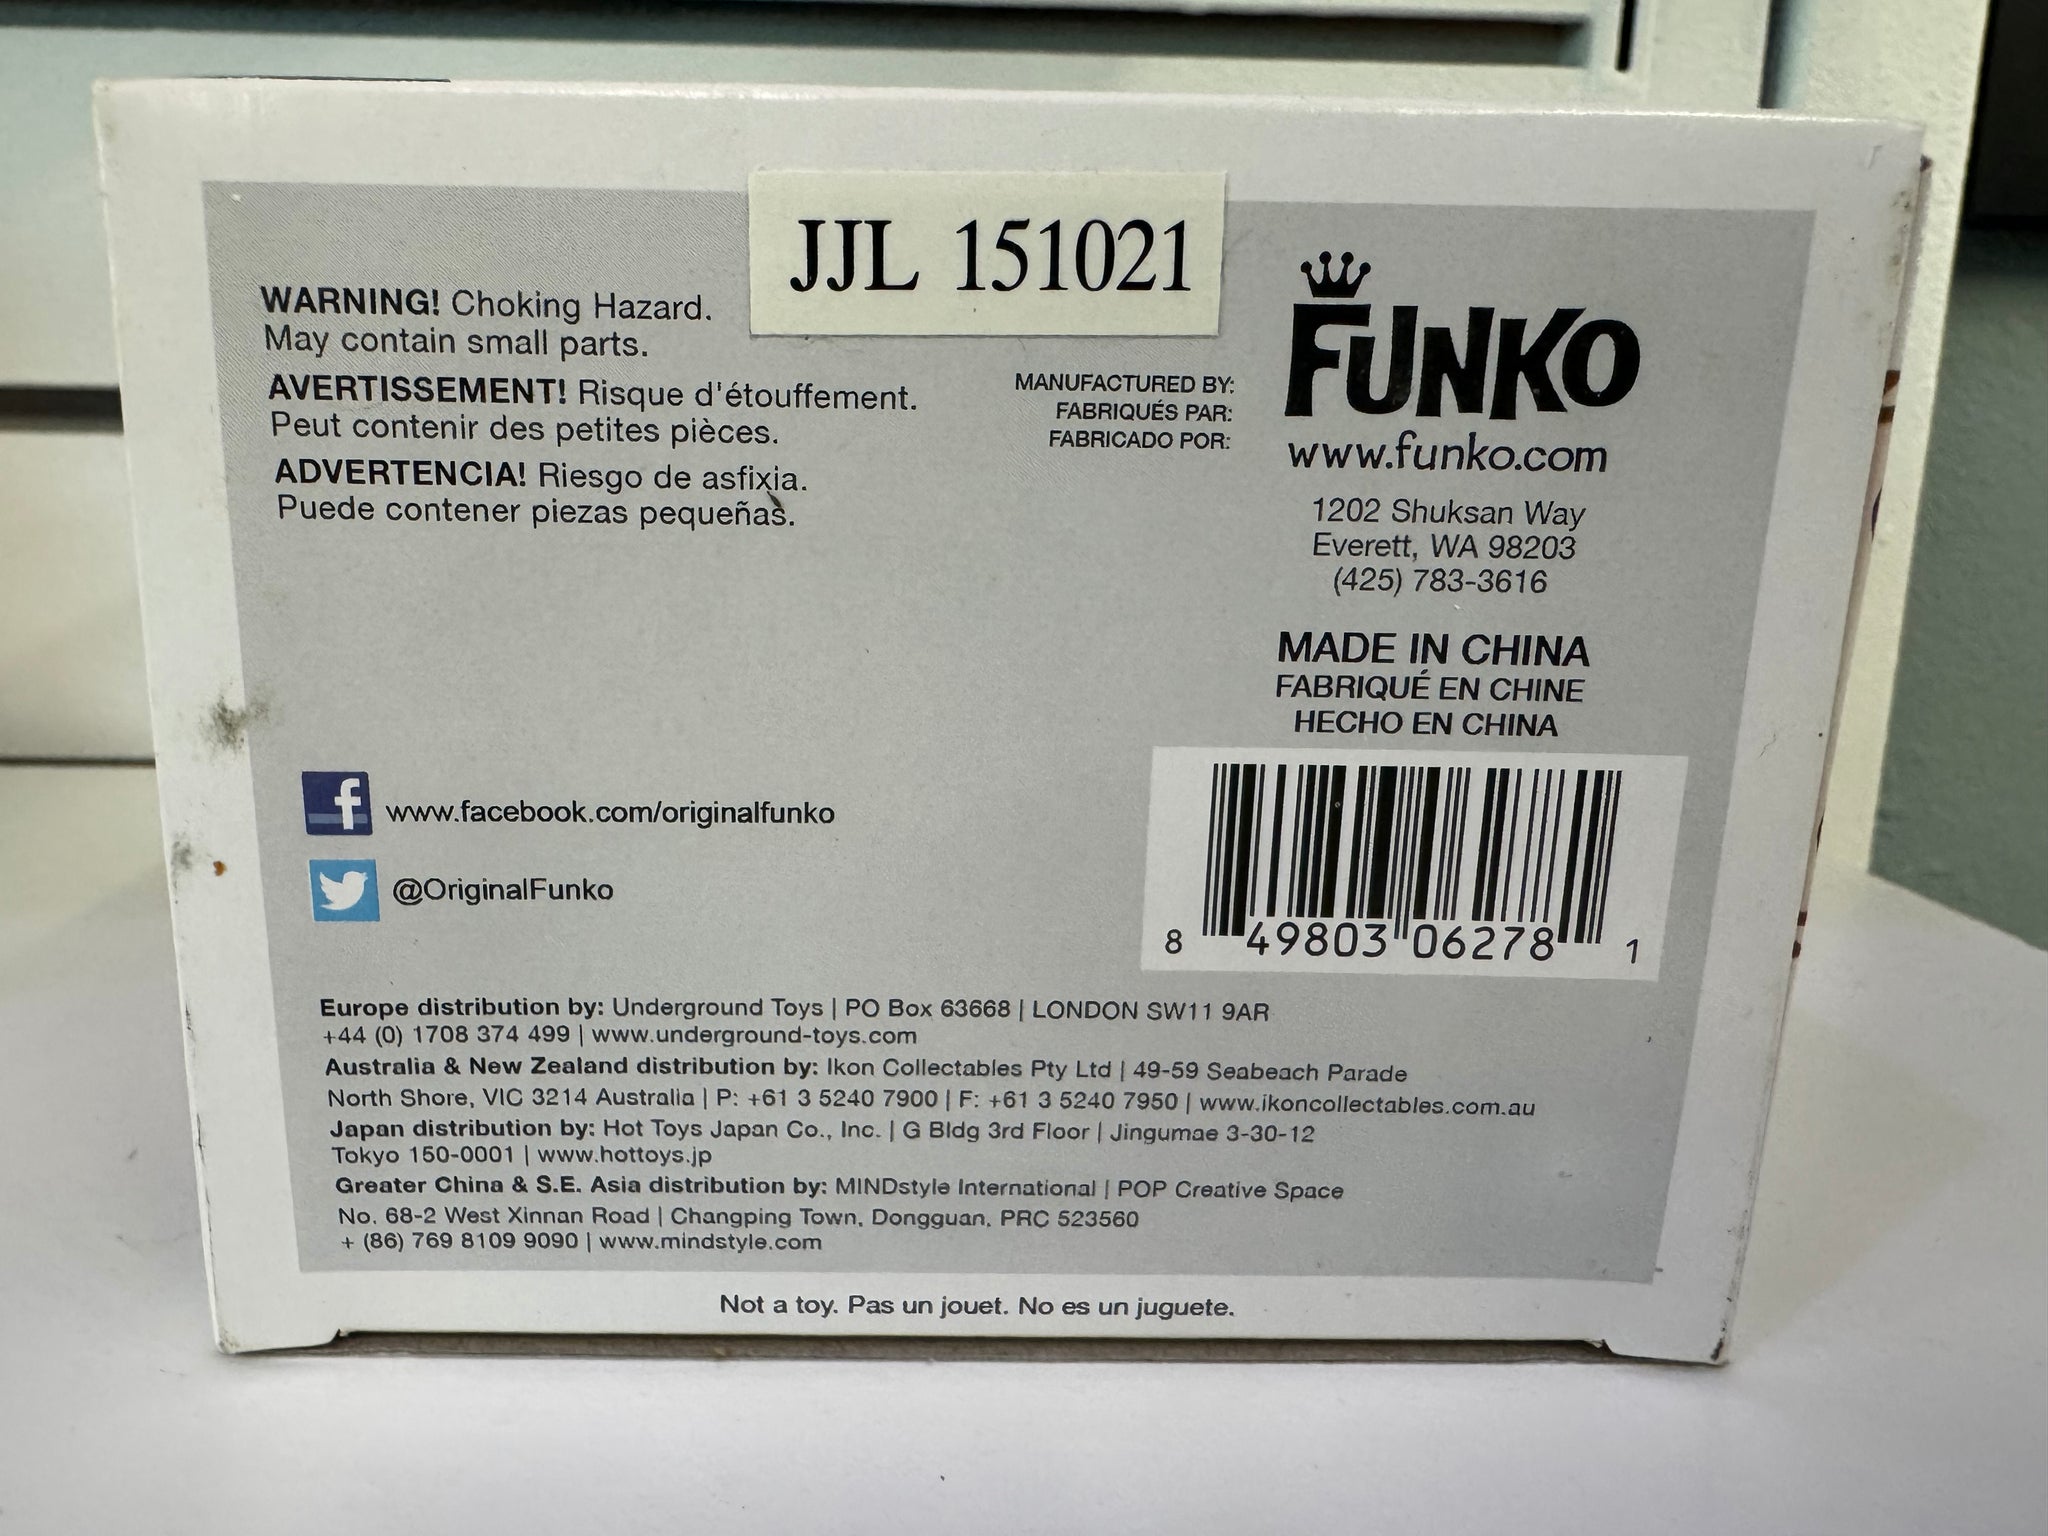 JJL 151021
WARNING! Choking Hazard.
May contain small parts.
AVERTISSEMENT! Risque d'étouffement.
Peut contenir des petites pièces.
ADVERTENCIA! Riesgo de asfixia.
Puede contener piezas pequeñas.
MANUFACTURED BY:
FABRIQUÉS PAR:
FABRICADO POR:
FUNKO
www.funko.com
1202 Shuksan Way
Everett, WA 98203
(425) 783-3616
MADE IN CHINA
FABRIQUÉ EN CHINE
HECHO EN CHINA
f www.facebook.com/originalfunko
@OriginalFunko
8 49803 06278 1
Europe distribution by: Underground Toys | PO Box 63668 | LONDON SW11 9AR
+44 (0) 1708 374 499 | www.underground-toys.com
Australia & New Zealand distribution by: Ikon Collectables Pty Ltd | 49-59 Seabeach Parade
North Shore, VIC 3214 Australia | P: +61 3 5240 7900 | F: +61 3 5240 7950 | www.ikoncollectables.com.au
Japan distribution by: Hot Toys Japan Co., Inc. | G Bldg 3rd Floor | Jingumae 3-30-12
Tokyo 150-0001 | www.hottoys.jp
Greater China & S.E. Asia distribution by: MINDstyle International | POP Creative Space
No. 68-2 West Xinnan Road | Changping Town, Dongguan, PRC 523560
+ (86) 769 8109 9090 | www.mindstyle.com
Not a toy. Pas un jouet. No es un juguete.